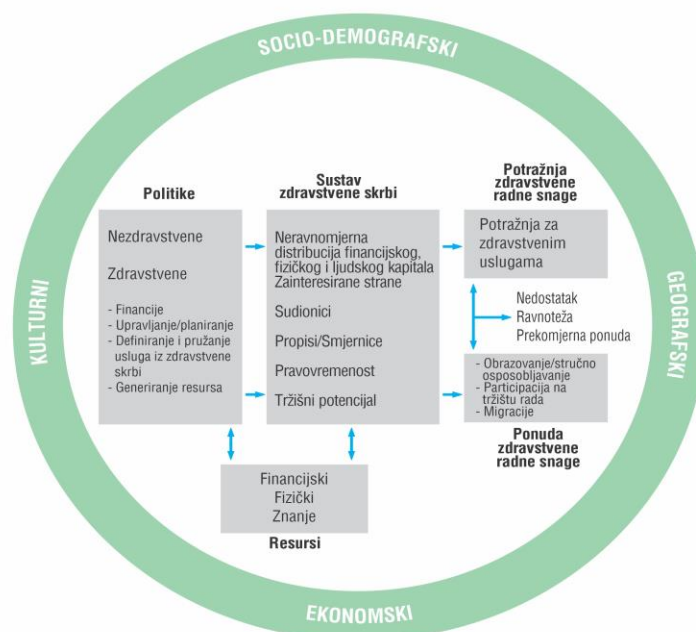 SOCIO-DEMOGRAFSKI
KULTURNI
GEOGRAFSKI
EKONOMSKI
Politike
Nezdravstvene
Zdravstvene
- Financije
- Upravljanje/planiranje
- Definiranje i pružanje
usluga iz zdravstvene
skrbi
- Generiranje resursa
Sustav
zdravstvene skrbi
Neravnomjerna
distribucija financijskog,
fizičkog i ljudskog kapitala
Zainteresirane strane
Sudionici
Propisi/Smjernice
Pravovremenost
Tržišni potencijal
Potražnja
zdravstvene
radne snage
Potražnja za
zdravstvenim
uslugama
Nedostatak
Ravnoteža
Prekomjerna ponuda
- Obrazovanje/stručno
osposobljavanje
- Participacija na
tržištu rada
- Migracije
Ponuda
zdravstvene
radne snage
Financijski
Fizički
Znanje
Resursi